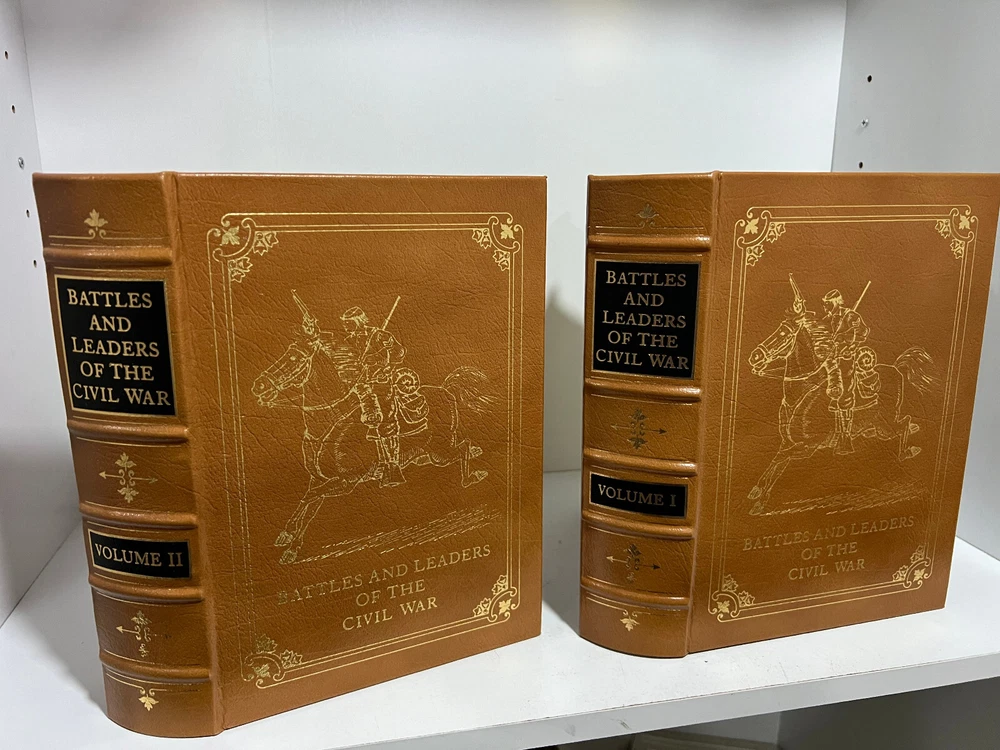 BATTLES
AND
LEADERS
OF THE
CIVIL WAR
VOLUME II
BATTLES AND LEADERS
OF THE
CIVIL WAR
BATTLES
AND
LEADERS
OF THE
CIVIL WAR
VOLUME I
BATTLES AND LEADERS
OF THE
CIVIL WAR